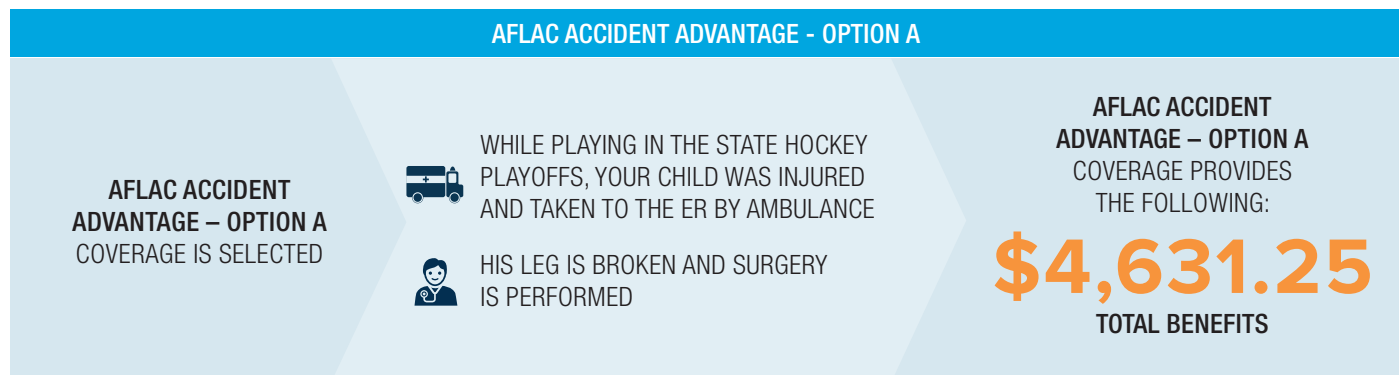 AFLAC ACCIDENT ADVANTAGE - OPTION A
AFLAC ACCIDENT
ADVANTAGE – OPTION A
COVERAGE IS SELECTED
WHILE PLAYING IN THE STATE HOCKEY
PLAYOFFS, YOUR CHILD WAS INJURED
AND TAKEN TO THE ER BY AMBULANCE
HIS LEG IS BROKEN AND SURGERY
IS PERFORMED
AFLAC ACCIDENT
ADVANTAGE – OPTION A
COVERAGE PROVIDES
THE FOLLOWING:
$4,631.25
TOTAL BENEFITS